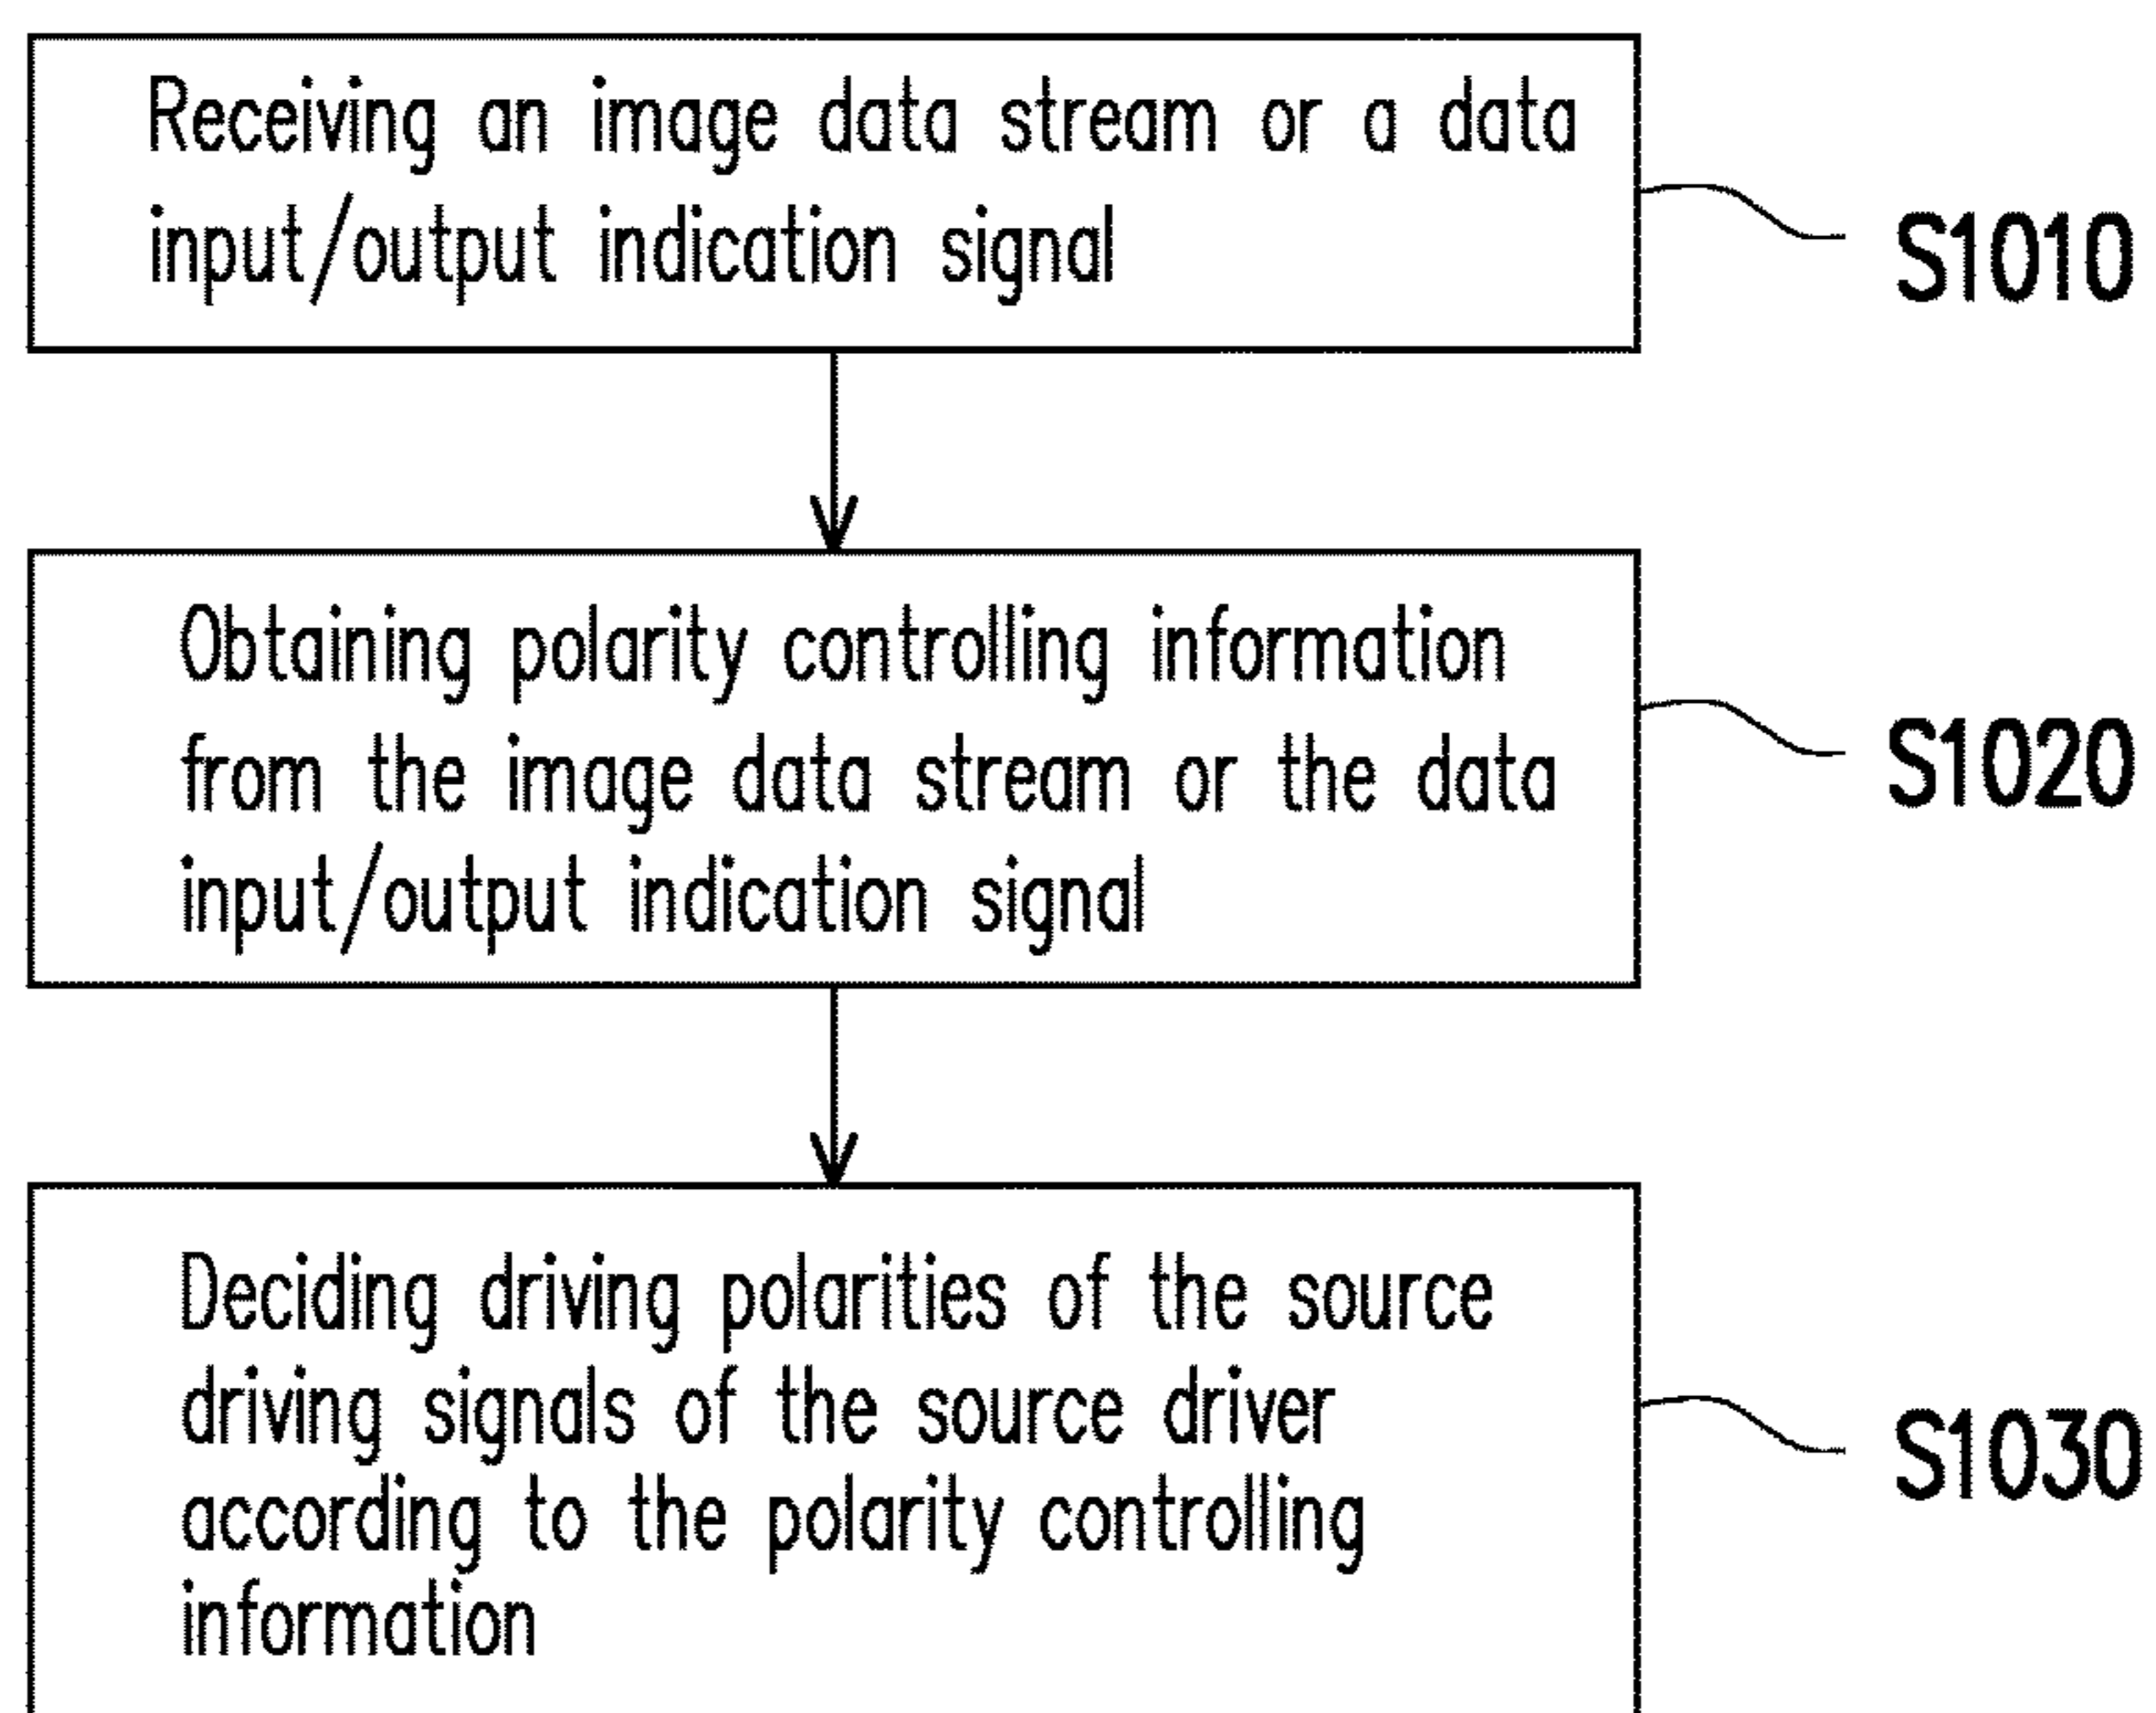 Receiving an image data stream or a data
input/output indication signal
S1010
Obtaining polarity controlling information
from the image data stream or the data
input/output indication signal
S1020
Deciding driving polarities of the source
driving signals of the source driver
according to the polarity controlling
information
S1030